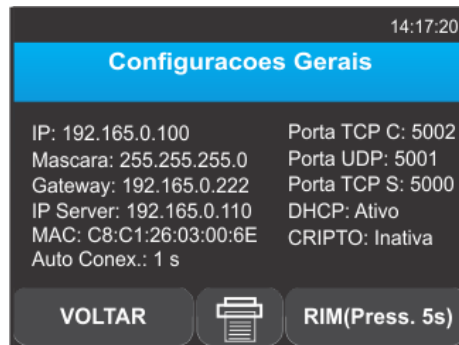 14:17:20
Configuracoes Gerais
IP: 192.165.0.100
Mascara: 255.255.255.0
Gateway: 192.165.0.222
IP Server: 192.165.0.110
MAC: C8:C1:26:03:00:6E
Auto Conex.: 1 s
Porta TCP C: 5002
Porta UDP: 5001
Porta TCP S: 5000
DHCP: Ativo
CRIPTO: Inativa
VOLTAR
RIM(Press. 5s)